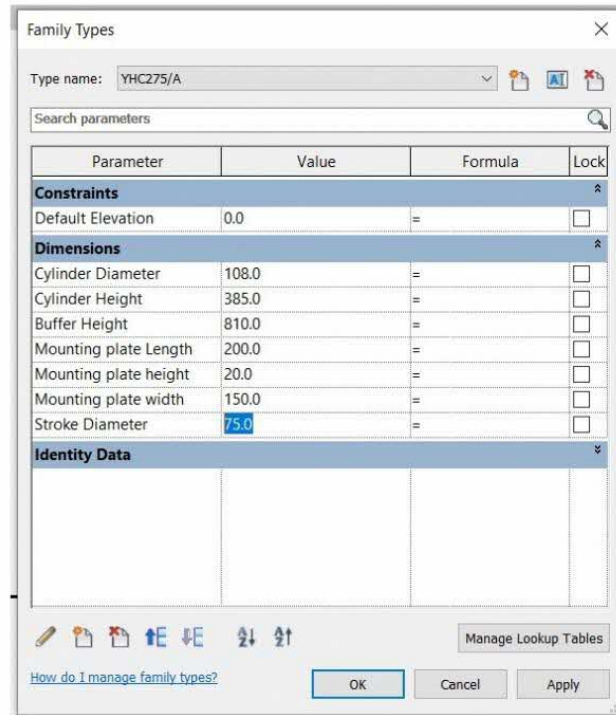 Family Types
Type name: YHC275/A
Search parameters
Parameter Value Formula Lock
Constraints
Default Elevation 0.0 =
Dimensions
Cylinder Diameter 108.0 =
Cylinder Height 385.0 =
Buffer Height 810.0 =
Mounting plate Length 200.0 =
Mounting plate height 20.0 =
Mounting plate width 150.0 =
Stroke Diameter 75.0 =
Identity Data
Manage Lookup Tables
How do I manage family types?
OK Cancel Apply